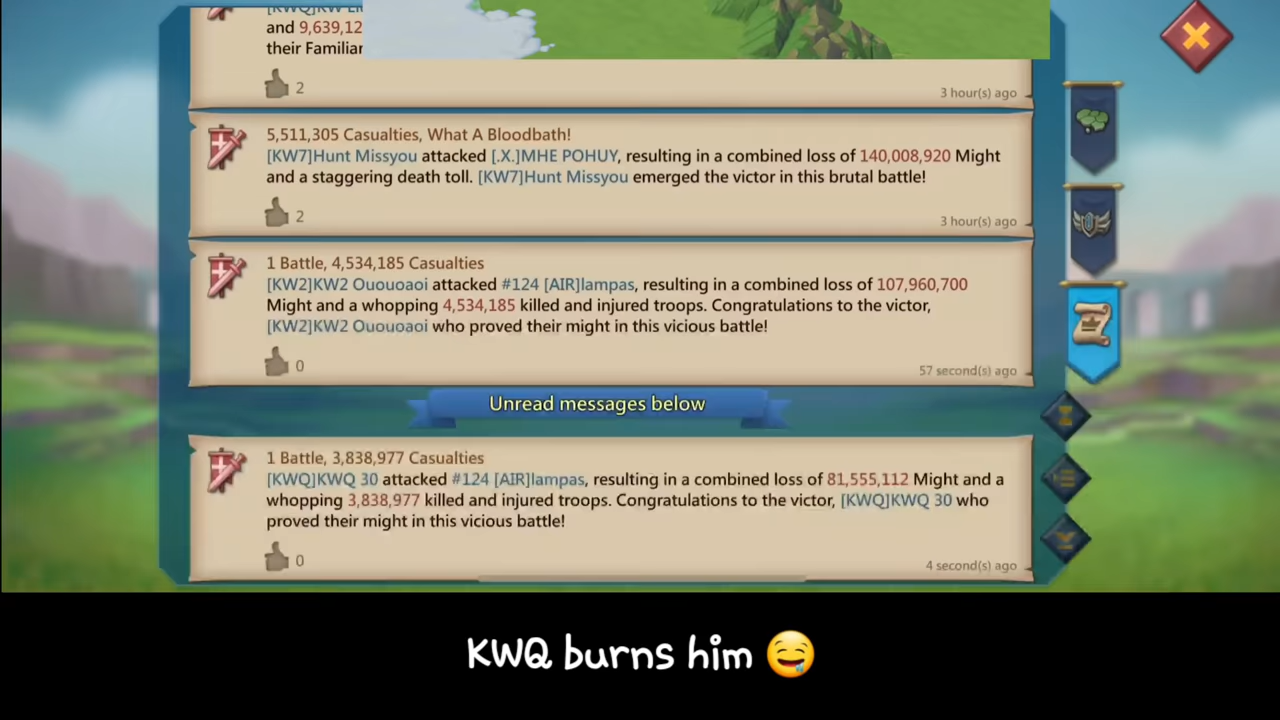 and 9,639,12
their Familiar
2
3 hour(s) ago
5,511,305 Casualties, What A Bloodbath!
[KW7]Hunt Missyou attacked [.X.]MHE POHUY, resulting in a combined loss of 140,008,920 Might
and a staggering death toll. [KW7]Hunt Missyou emerged the victor in this brutal battle!
2
3 hour(s) ago
1 Battle, 4,534,185 Casualties
[KW2]KW2 Ououoaoi attacked #124 [AIR]lampas, resulting in a combined loss of 107,960,700
Might and a whopping 4,534,185 killed and injured troops. Congratulations to the victor,
[KW2]KW2 Ououoaoi who proved their might in this vicious battle!
0
57 second(s) ago
Unread messages below
1 Battle, 3,838,977 Casualties
[KWQ]KWQ 30 attacked #124 [AIR]lampas, resulting in a combined loss of 81,555,112 Might and a
whopping 3,838,977 killed and injured troops. Congratulations to the victor, [KWQ]KWQ 30 who
proved their might in this vicious battle!
0
4 second(s) ago
KWQ burns him 🤤